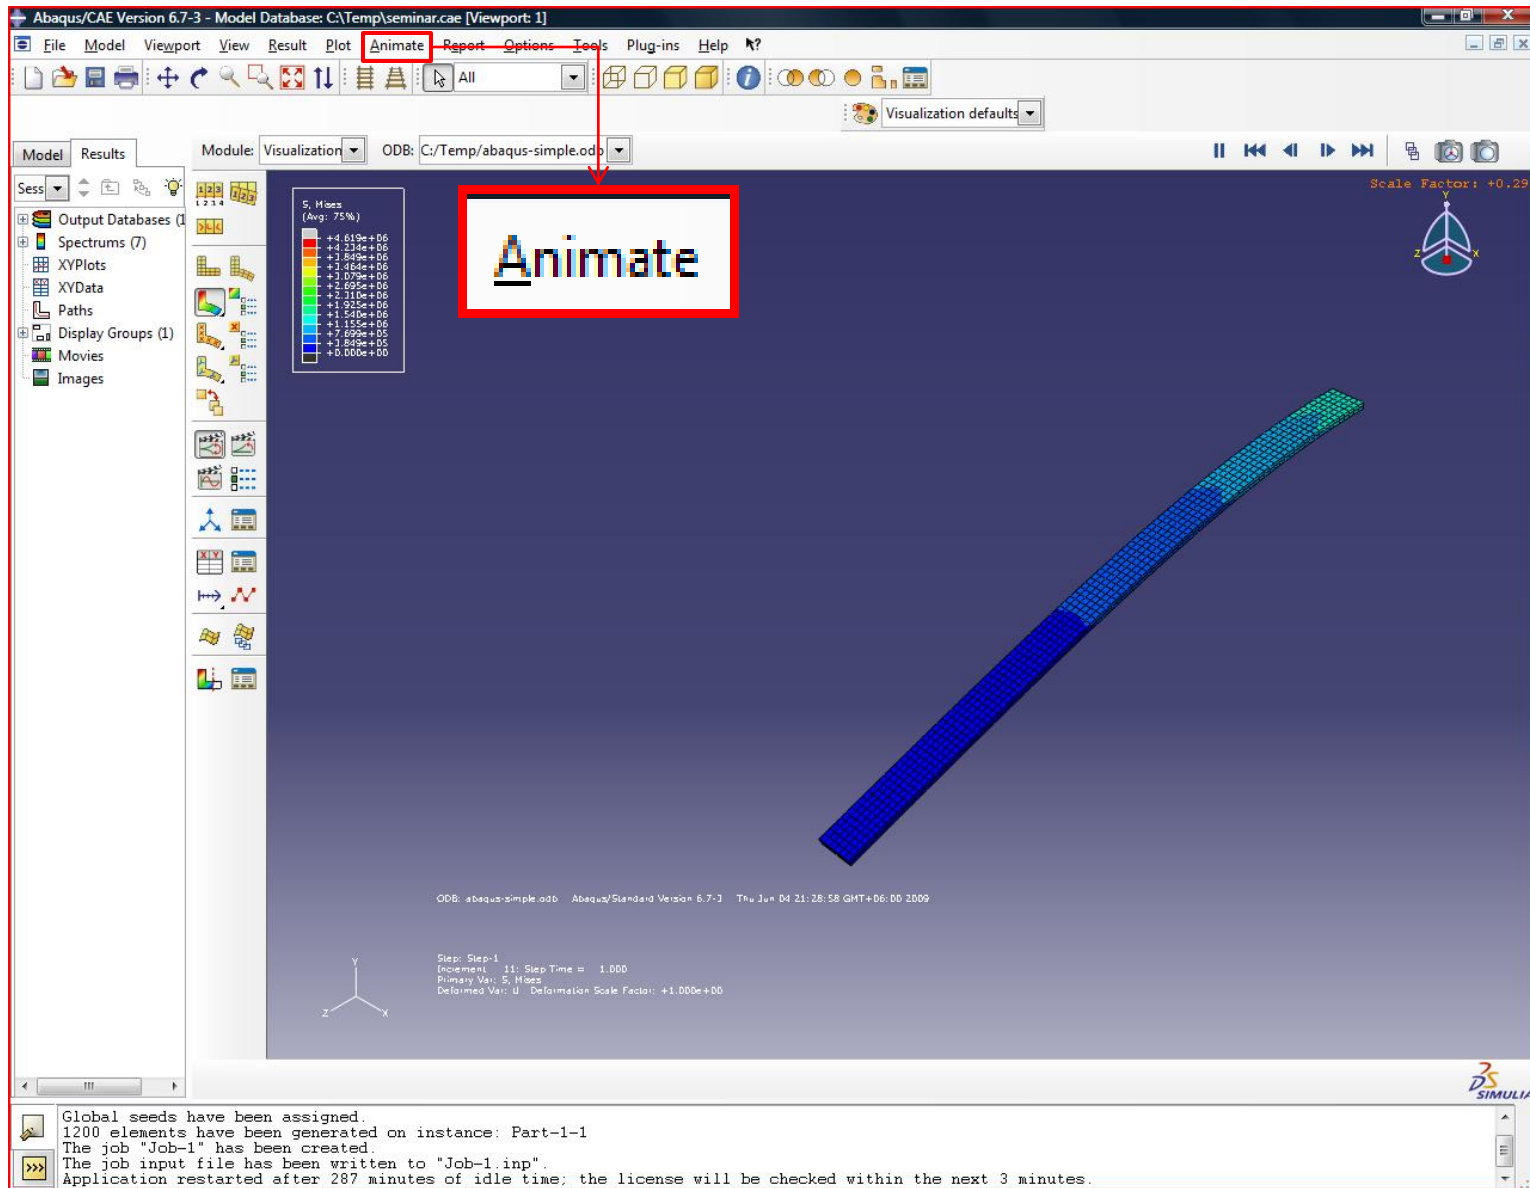 Abaqus/CAE Version 6.7-3 - Model Database: C:\Temp\seminar.cae [Viewport: 1]
File Model Viewport View Result Plot Animate Report Options Tools Plug-ins Help
All
Visualization defaults
Model Results
Module: Visualization ODB: C:/Temp/abaqus-simple.odb
Sess
Output Databases (1
Spectrums (7)
XYPlots
XYData
Paths
Display Groups (1)
Movies
Images
S, Mises
(Avg: 75%)
+4.619e+06
+4.234e+06
+3.849e+06
+3.464e+06
+3.079e+06
+2.695e+06
+2.310e+06
+1.925e+06
+1.540e+06
+1.155e+06
+7.699e+05
+3.849e+05
+0.000e+00
Animate
Scale Factor: +0.29
Y
Z X
ODB: abaqus-simple.odb Abaqus/Standard Version 6.7-3 Thu Jun 04 21:28:58 GMT+06:00 2009
Step: Step-1
Increment 11: Step Time = 1.000
Primary Var: S, Mises
Deformed Var: U Deformation Scale Factor: +1.000e+00
Y
Z X
SIMULIA
Global seeds have been assigned.
1200 elements have been generated on instance: Part-1-1
The job "Job-1" has been created.
The job input file has been written to "Job-1.inp".
Application restarted after 287 minutes of idle time; the license will be checked within the next 3 minutes.